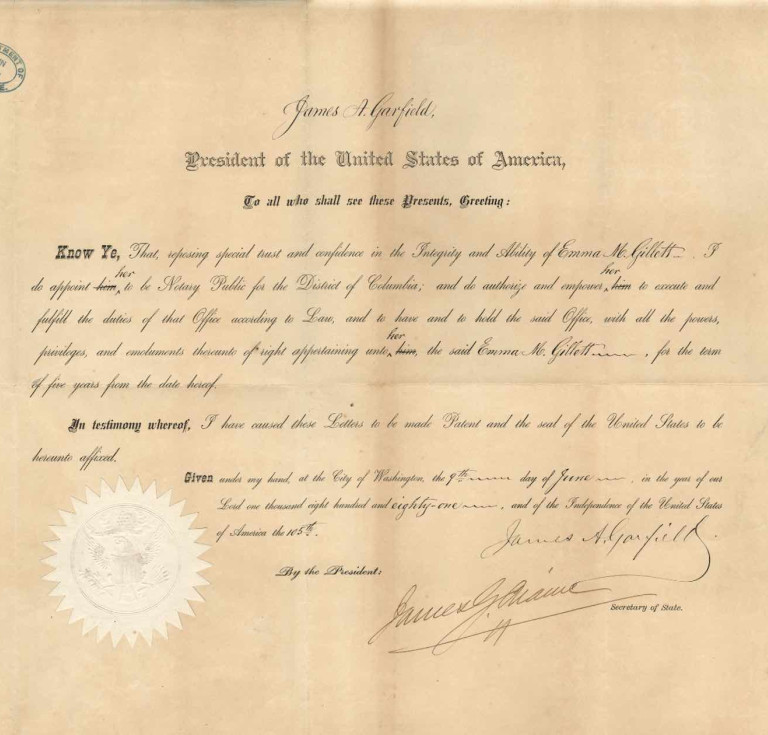 James A. Garfield,
President of the United States of America,
To all who shall see these Presents, Greeting:
Know Ye, That, reposing special trust and confidence in the Integrity and Ability of Emma M. Gillett. I
do appoint him her to be Notary Public for the District of Columbia; and do authorize and empower her him to execute and
fulfill the duties of that Office according to Law, and to have and to hold the said Office, with all the powers,
privileges, and emoluments thereunto of right appertaining unto her him, the said Emma M. Gillett, for the term
of five years from the date hereof.
In testimony whereof, I have caused these Letters to be made Patent and the seal of the United States to be
hereunto affixed.
Given under my hand, at the City of Washington, the 9th day of June, in the year of our
Lord one thousand eight hundred and eighty-one, and of the Independence of the United States
of America the 105th.
James A. Garfield.
By the President:
James G. Blaine
Secretary of State.